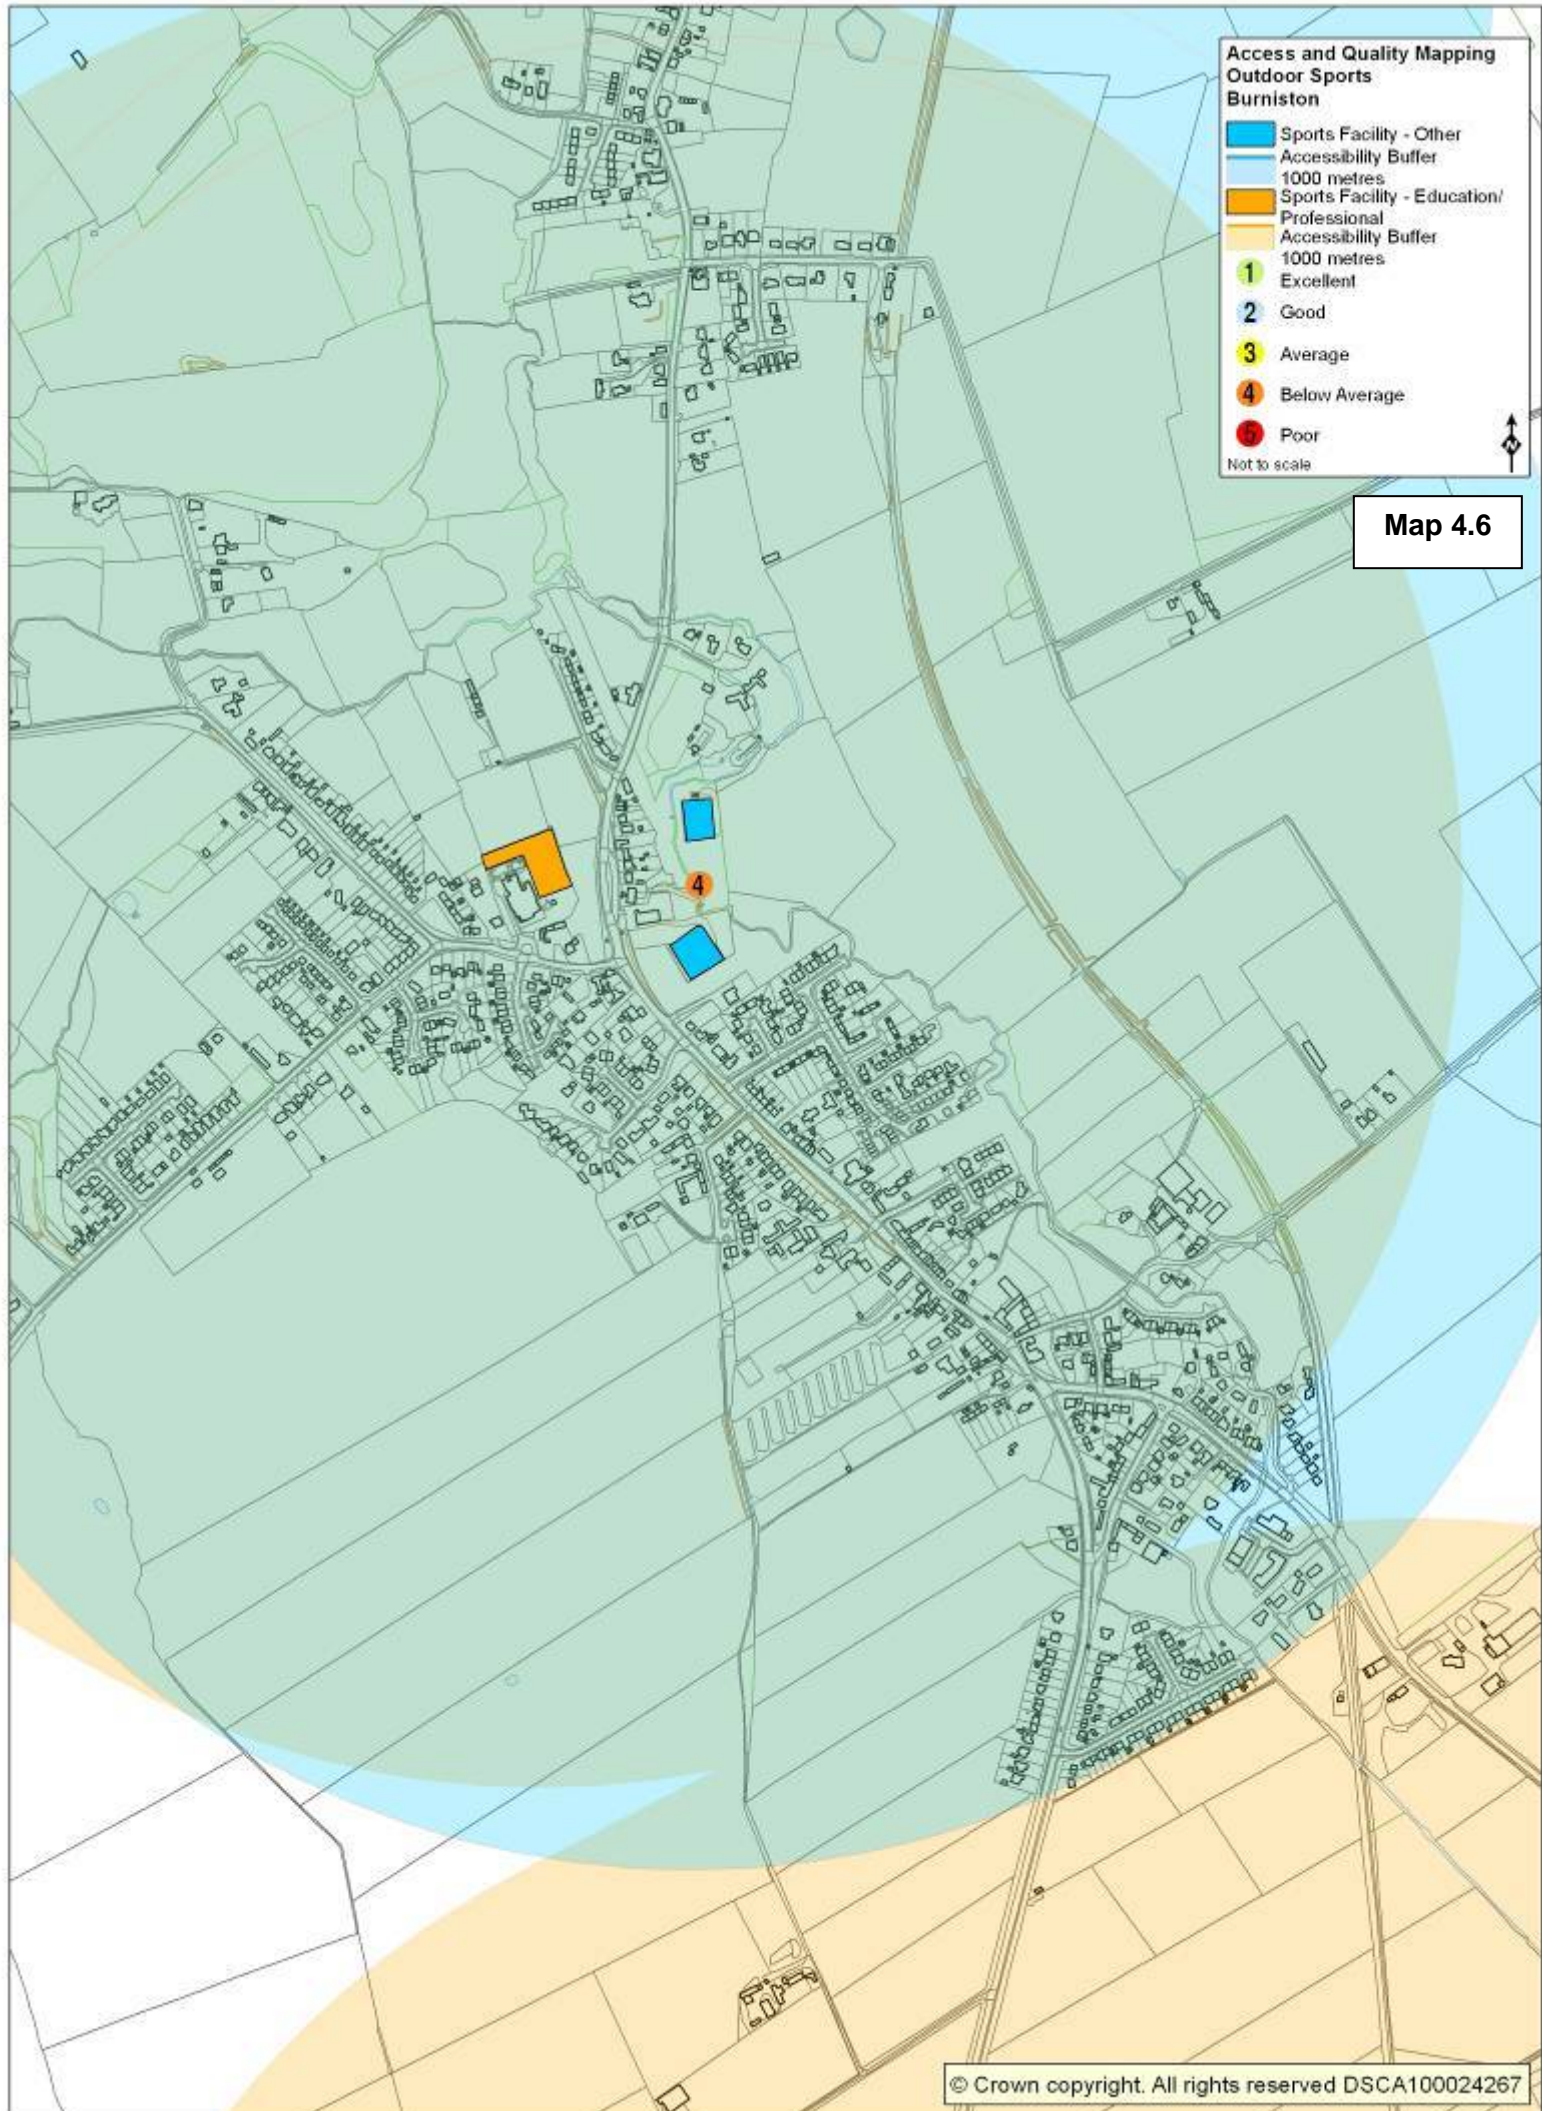 Access and Quality Mapping
Outdoor Sports
Burniston
Sports Facility - Other
Accessibility Buffer
1000 metres
Sports Facility - Education/
Professional
Accessibility Buffer
1000 metres
1 Excellent
2 Good
3 Average
4 Below Average
5 Poor
Not to scale
N
Map 4.6
4
© Crown copyright. All rights reserved DSCA100024267